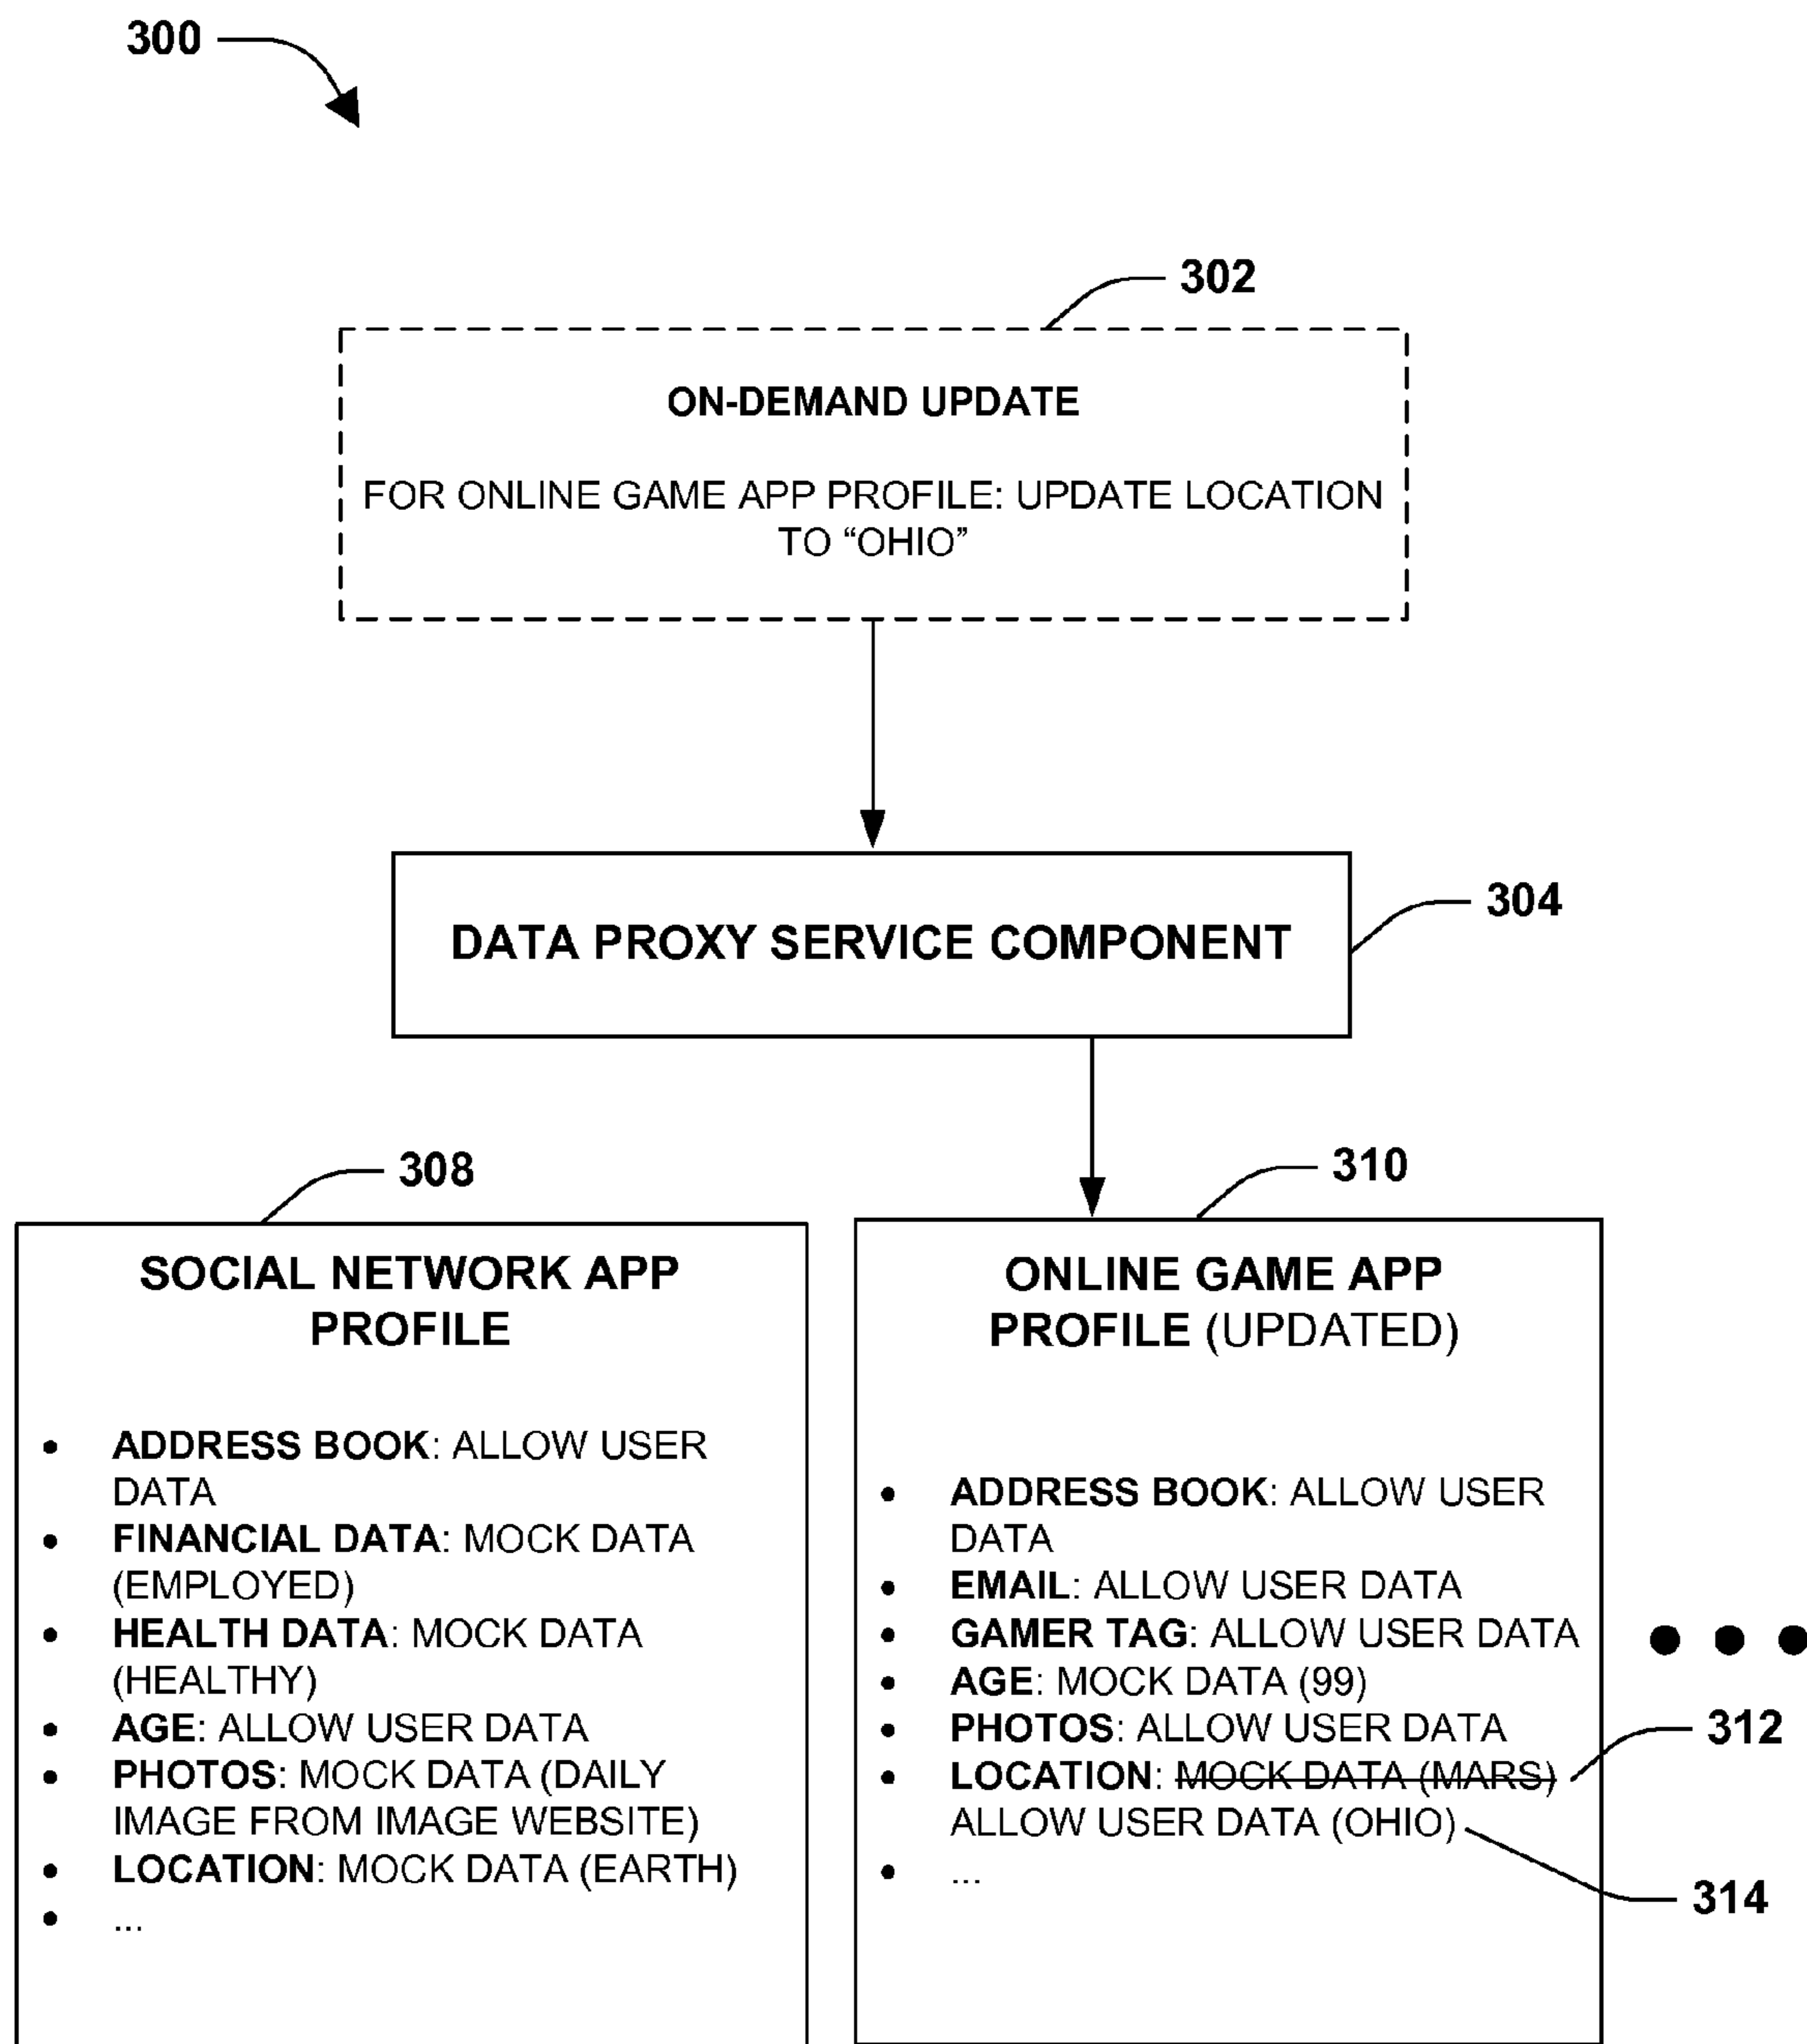 300
302
ON-DEMAND UPDATE
FOR ONLINE GAME APP PROFILE: UPDATE LOCATION
TO “OHIO”
304
DATA PROXY SERVICE COMPONENT
308
SOCIAL NETWORK APP
PROFILE
• ADDRESS BOOK: ALLOW USER
DATA
• FINANCIAL DATA: MOCK DATA
(EMPLOYED)
• HEALTH DATA: MOCK DATA
(HEALTHY)
• AGE: ALLOW USER DATA
• PHOTOS: MOCK DATA (DAILY
IMAGE FROM IMAGE WEBSITE)
• LOCATION: MOCK DATA (EARTH)
• ...
310
ONLINE GAME APP
PROFILE (UPDATED)
• ADDRESS BOOK: ALLOW USER
DATA
• EMAIL: ALLOW USER DATA
• GAMER TAG: ALLOW USER DATA
• AGE: MOCK DATA (99)
• PHOTOS: ALLOW USER DATA
• LOCATION: MOCK DATA (MARS)
ALLOW USER DATA (OHIO)
• ...
312
314